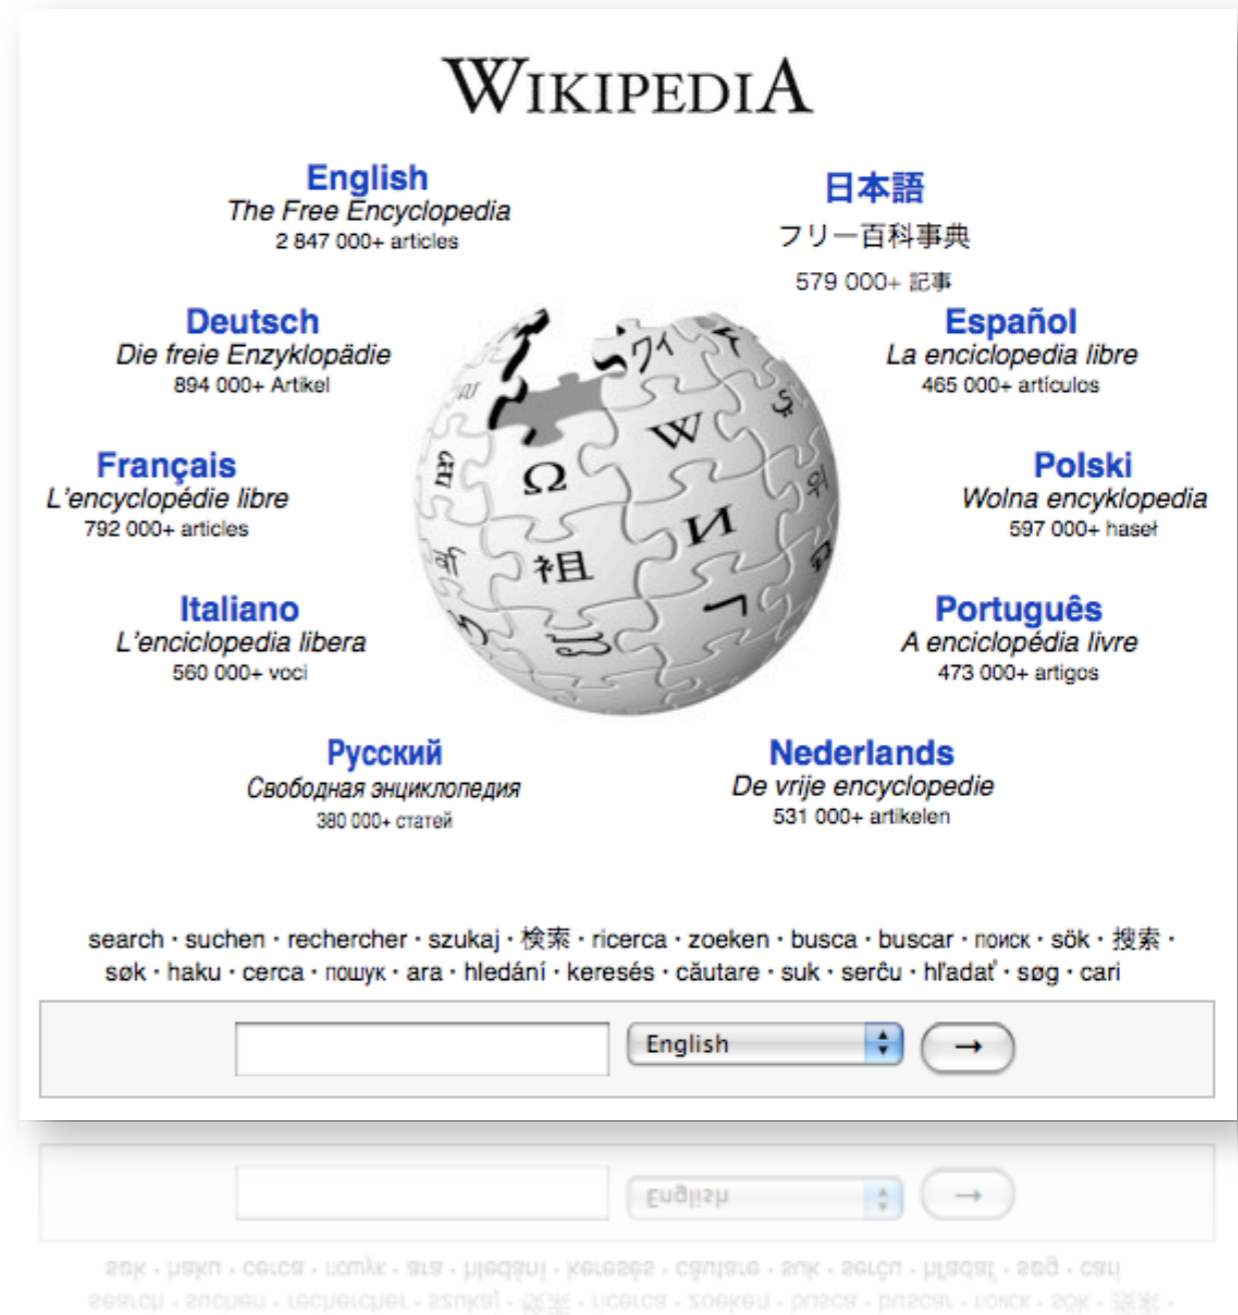 WIKIPEDIA
English
The Free Encyclopedia
2 847 000+ articles
日本語
フリー百科事典
579 000+ 記事
Deutsch
Die freie Enzyklopädie
894 000+ Artikel
Español
La enciclopedia libre
465 000+ artículos
Français
L'encyclopédie libre
792 000+ articles
Polski
Wolna encyklopedia
597 000+ haseł
Italiano
L'enciclopedia libera
560 000+ voci
Português
A enciclopédia livre
473 000+ artigos
Русский
Свободная энциклопедия
380 000+ статей
Nederlands
De vrije encyclopedie
531 000+ artikelen
Ω
W
И
祖
ワィ
위
search · suchen · rechercher · szukaj · 検索 · ricerca · zoeken · busca · buscar · поиск · sök · 搜索 ·
søk · haku · cerca · пошук · ara · hledání · keresés · căutare · suk · serĉu · hľadať · søg · cari
English
→